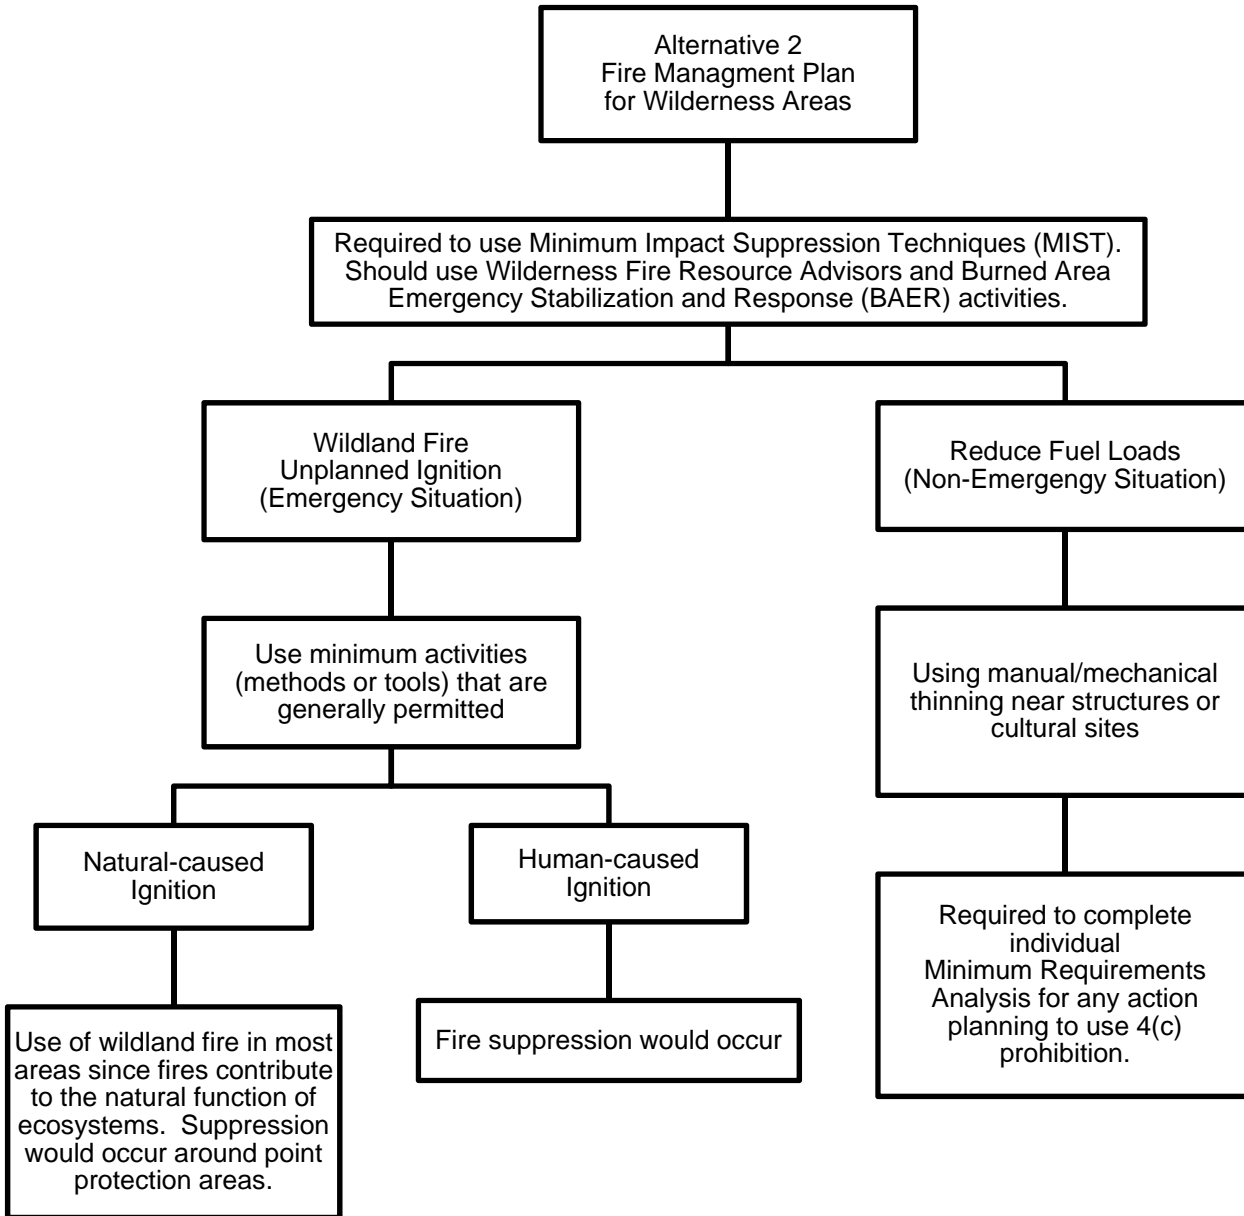 Alternative 2
Fire Managment Plan
for Wilderness Areas
Required to use Minimum Impact Suppression Techniques (MIST).
Should use Wilderness Fire Resource Advisors and Burned Area
Emergency Stabilization and Response (BAER) activities.
Wildland Fire
Unplanned Ignition
(Emergency Situation)
Reduce Fuel Loads
(Non-Emergengy Situation)
Use minimum activities
(methods or tools) that are
generally permitted
Using manual/mechanical
thinning near structures or
cultural sites
Natural-caused
Ignition
Human-caused
Ignition
Required to complete
individual
Minimum Requirements
Analysis for any action
planning to use 4(c)
prohibition.
Use of wildland fire in most
areas since fires contribute
to the natural function of
ecosystems.  Suppression
would occur around point
protection areas.
Fire suppression would occur